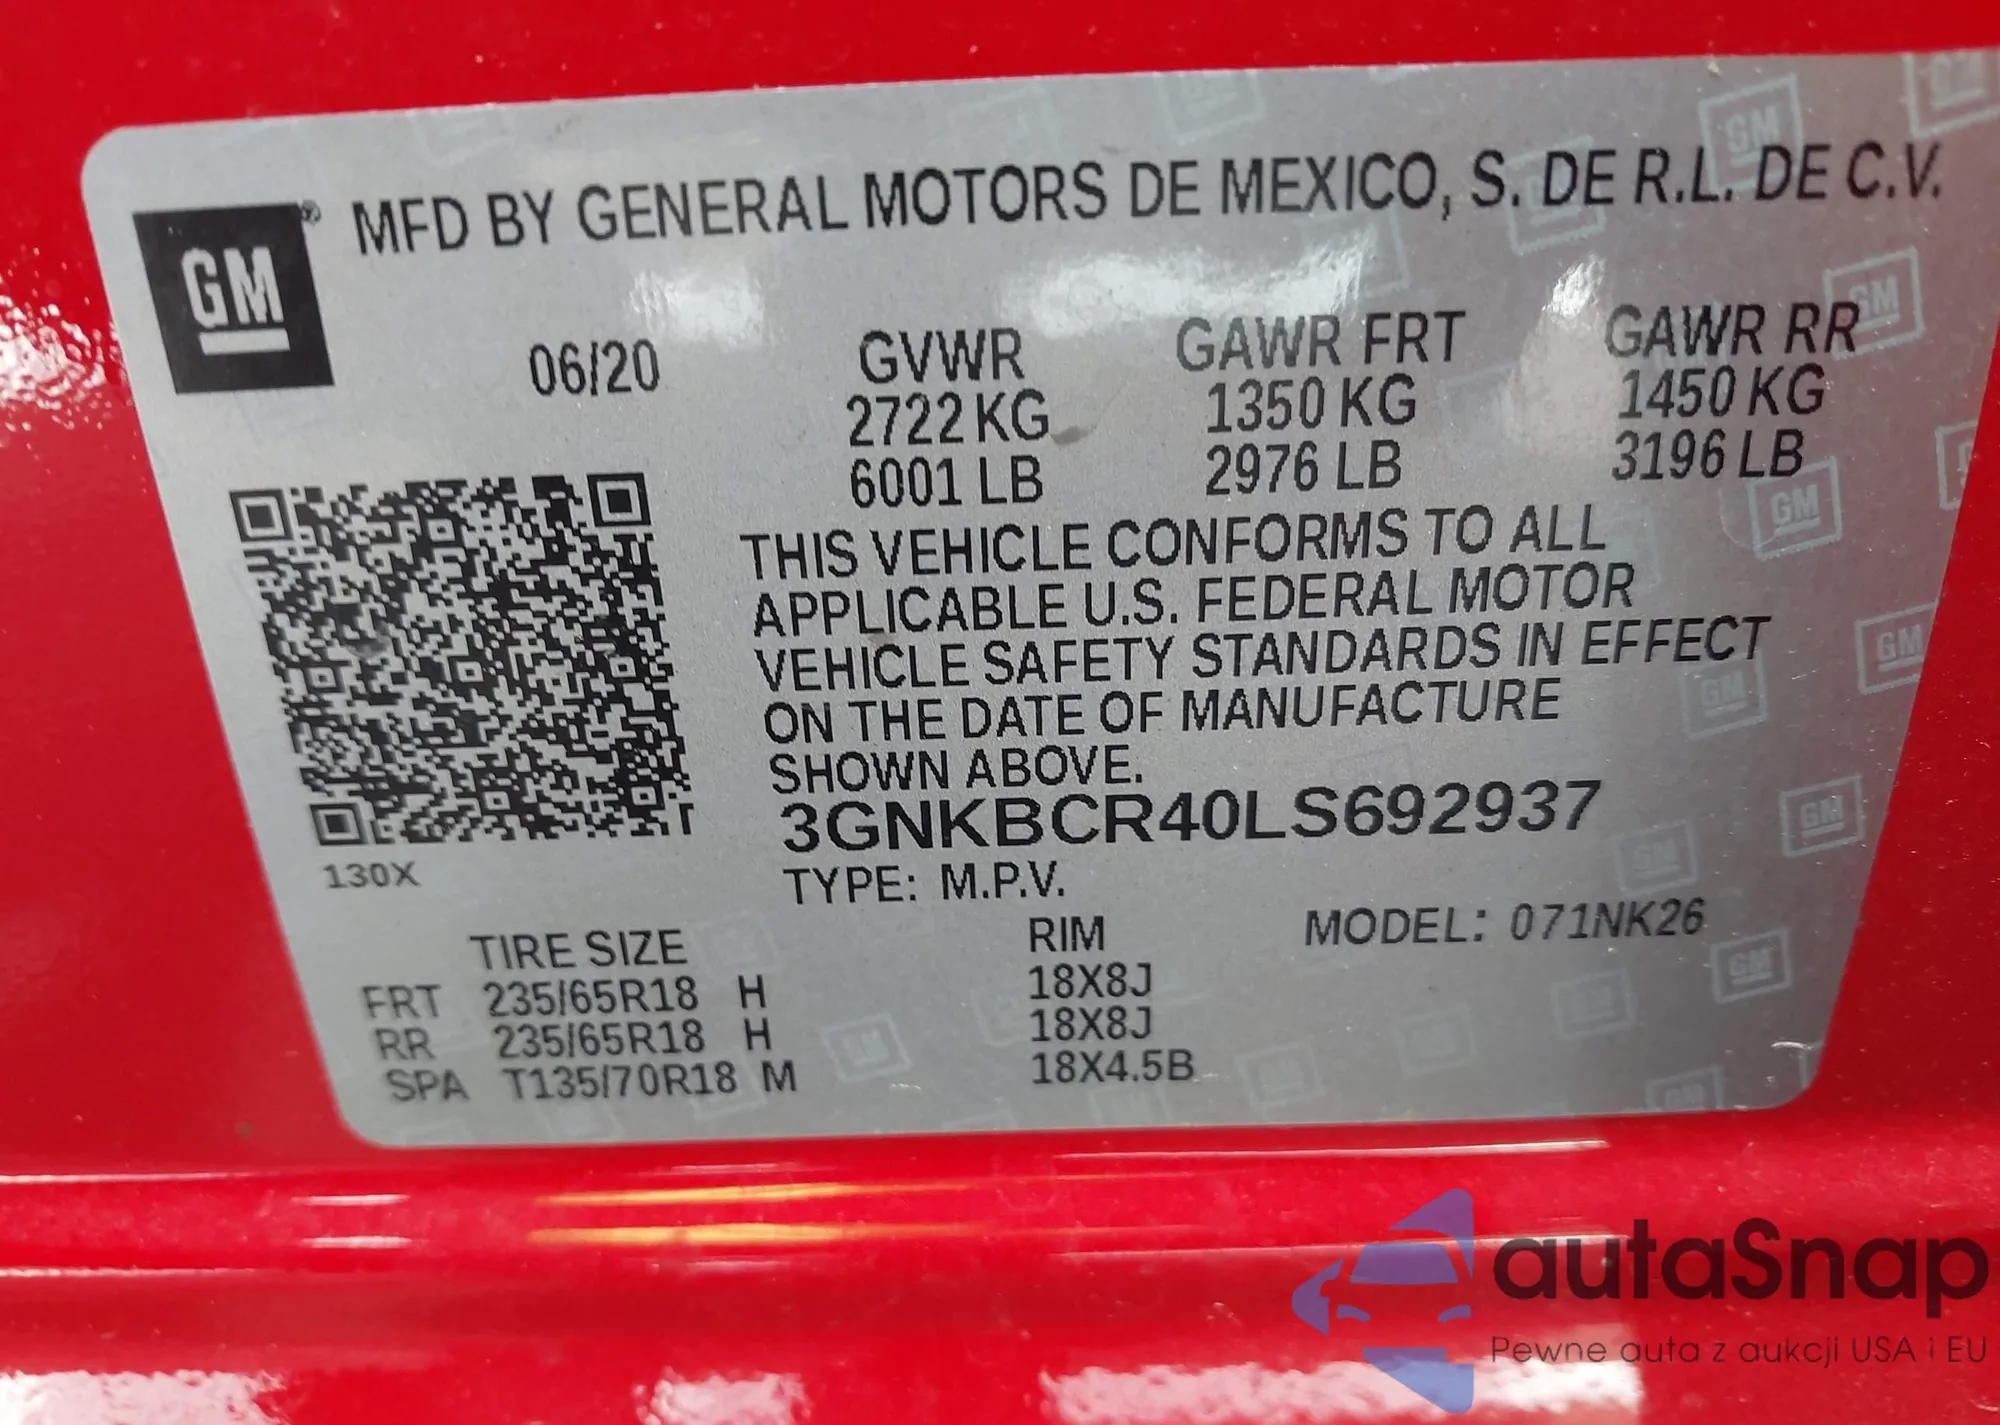 GM ® MFD BY GENERAL MOTORS DE MEXICO, S. DE R.L. DE C.V.
06/20 GVWR GAWR FRT GAWR RR
2722 KG 1350 KG 1450 KG
6001 LB 2976 LB 3196 LB
THIS VEHICLE CONFORMS TO ALL
APPLICABLE U.S. FEDERAL MOTOR
VEHICLE SAFETY STANDARDS IN EFFECT
ON THE DATE OF MANUFACTURE
SHOWN ABOVE.
3GNKBCR40LS692937
130X
TYPE: M.P.V.
TIRE SIZE RIM MODEL: 071NK26
FRT 235/65R18 H 18X8J
RR 235/65R18 H 18X8J
SPA T135/70R18 M 18X4.5B
autaSnap
Pewne auta z aukcji USA i EU